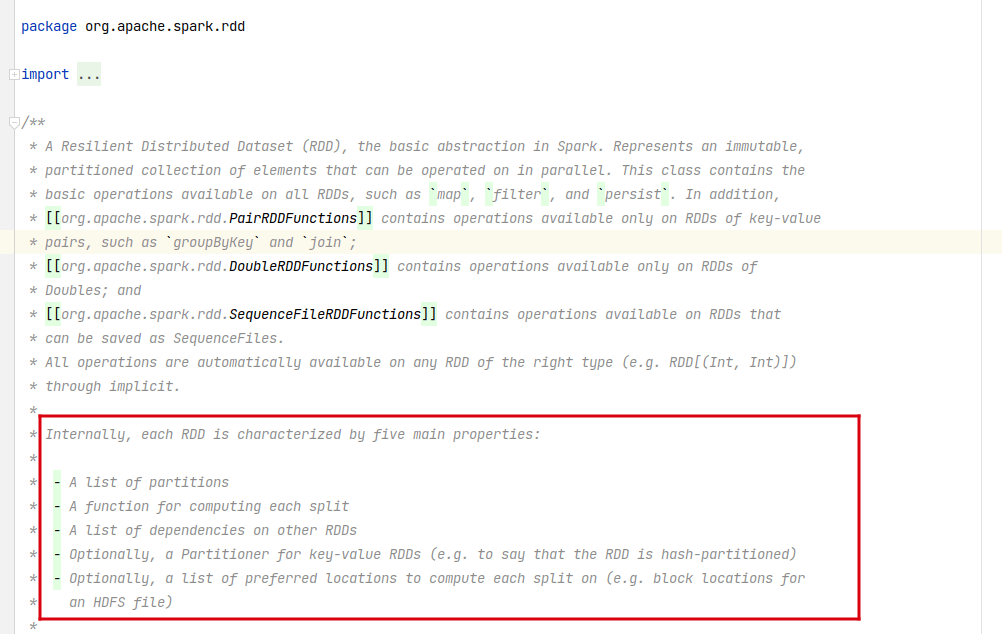 package org.apache.spark.rdd
import ...
/**
* A Resilient Distributed Dataset (RDD), the basic abstraction in Spark. Represents an immutable,
* partitioned collection of elements that can be operated on in parallel. This class contains the
* basic operations available on all RDDs, such as `map`, `filter`, and `persist`. In addition,
* [[org.apache.spark.rdd.PairRDDFunctions]] contains operations available only on RDDs of key-value
* pairs, such as `groupByKey` and `join`;
* [[org.apache.spark.rdd.DoubleRDDFunctions]] contains operations available only on RDDs of
* Doubles; and
* [[org.apache.spark.rdd.SequenceFileRDDFunctions]] contains operations available on RDDs that
* can be saved as SequenceFiles.
* All operations are automatically available on any RDD of the right type (e.g. RDD[(Int, Int)])
* through implicit.
*
* Internally, each RDD is characterized by five main properties:
*
* - A list of partitions
* - A function for computing each split
* - A list of dependencies on other RDDs
* - Optionally, a Partitioner for key-value RDDs (e.g. to say that the RDD is hash-partitioned)
* - Optionally, a list of preferred locations to compute each split on (e.g. block locations for
* an HDFS file)
*